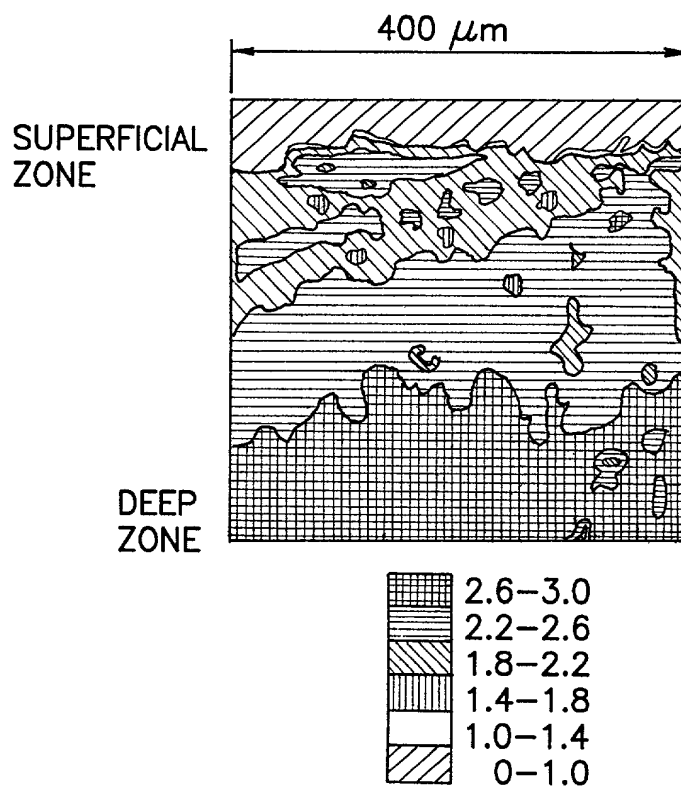 400 μm
SUPERFICIAL
ZONE
DEEP
ZONE
2.6–3.0
2.2–2.6
1.8–2.2
1.4–1.8
1.0–1.4
0–1.0